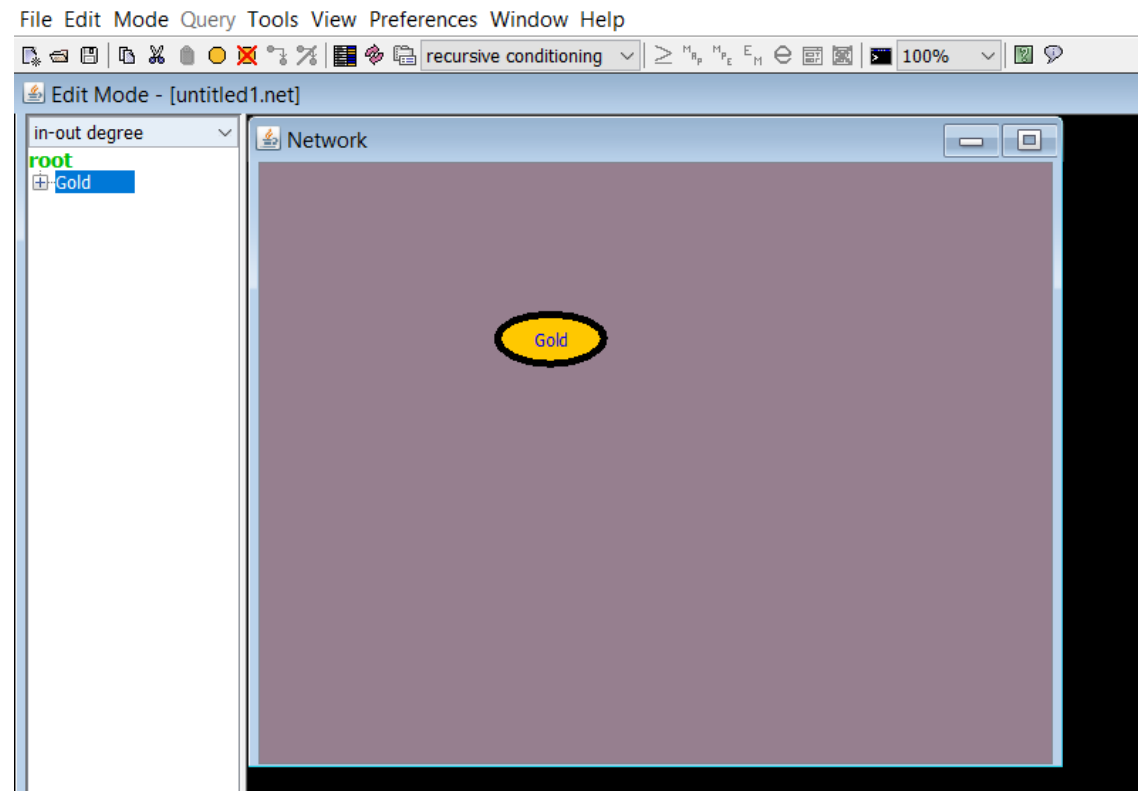 File Edit Mode Query Tools View Preferences Window Help
recursive conditioning 100%
Edit Mode - [untitled1.net]
in-out degree
Network
root
Gold
Gold